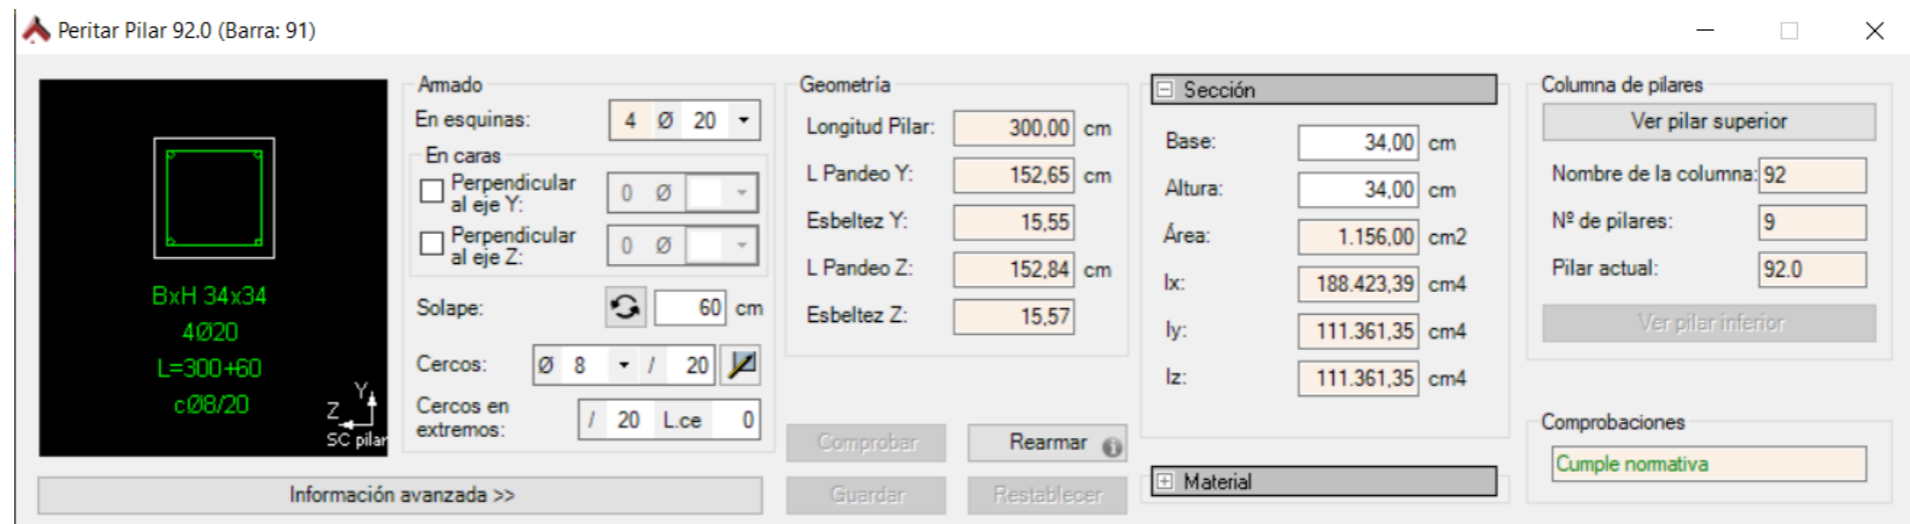 Peritar Pilar 92.0 (Barra: 91)
BxH 34x34
4Ø20
L=300+60
cØ8/20
Y
Z
SC pilar
Información avanzada >>
Armado
En esquinas: 4 Ø 20
En caras
Perpendicular
al eje Y: 0 Ø
Perpendicular
al eje Z: 0 Ø
Solape: 60 cm
Cercos: Ø 8 / 20
Cercos en
extremos: / 20 L.ce 0
Geometría
Longitud Pilar: 300,00 cm
L Pandeo Y: 152,65 cm
Esbeltez Y: 15,55
L Pandeo Z: 152,84 cm
Esbeltez Z: 15,57
Comprobar Rearmar
Guardar Restablecer
Sección
Base: 34,00 cm
Altura: 34,00 cm
Área: 1.156,00 cm2
Ix: 188.423,39 cm4
Iy: 111.361,35 cm4
Iz: 111.361,35 cm4
Material
Columna de pilares
Ver pilar superior
Nombre de la columna: 92
Nº de pilares: 9
Pilar actual: 92.0
Ver pilar inferior
Comprobaciones
Cumple normativa